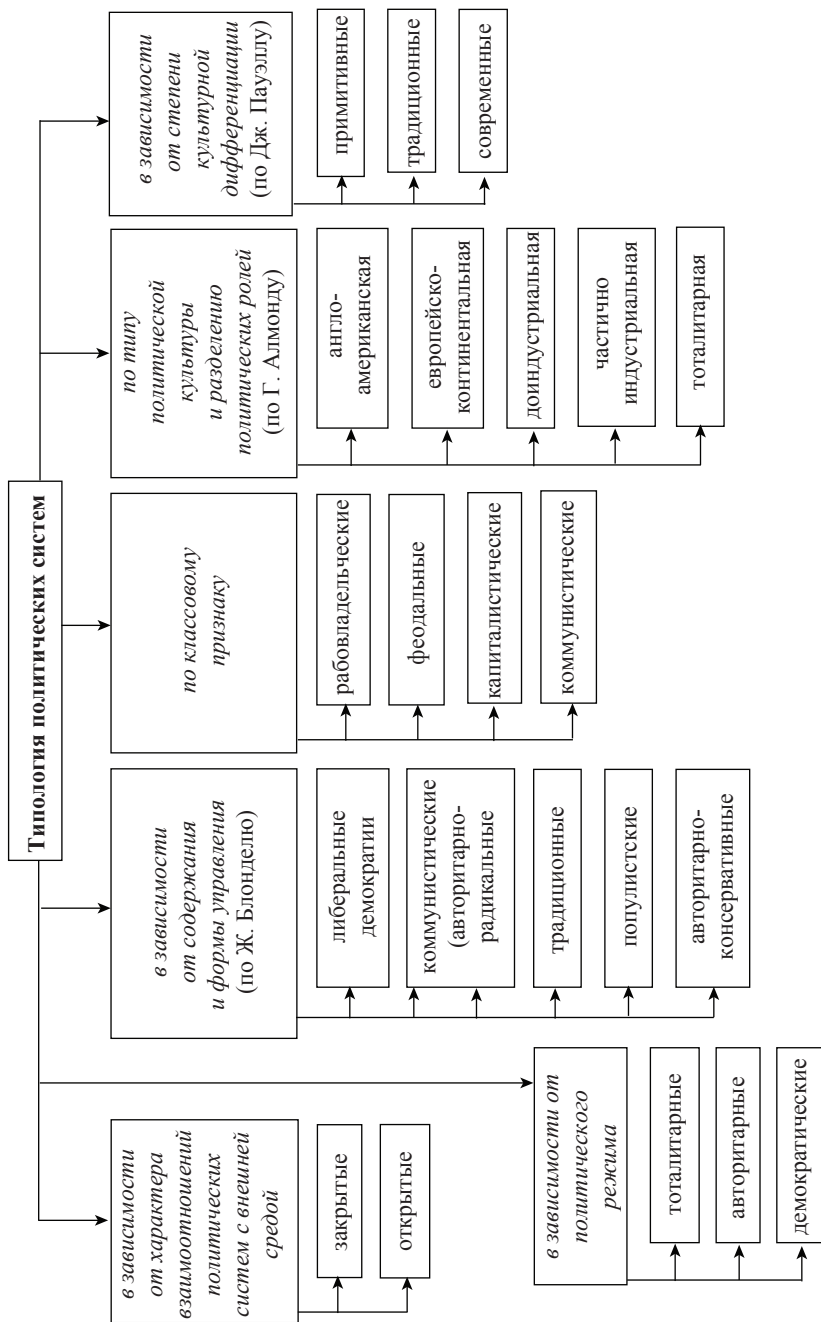 Типология политических систем
в зависимости
от характера
взаимоотношений
политических
систем с внешней
средой
закрытые
открытые
в зависимости от
политического
режима
тоталитарные
авторитарные
демократические
в зависимости
от содержания
и формы управления
(по Ж. Блонделю)
либеральные
демократии
коммунистические
(авторитарно-
радикальные
традиционные
популистские
авторитарно-
консервативные
по классовому
признаку
рабовладельческие
феодальные
капиталистические
коммунистические
по типу
политической
культуры
и разделению
политических ролей
(по Г. Алмонду)
англо-
американская
европейско-
континентальная
доиндустриальная
частично
индустриальная
тоталитарная
в зависимости
от степени
культурной
дифференциации
(по Дж. Пауэллу)
примитивные
традиционные
современные